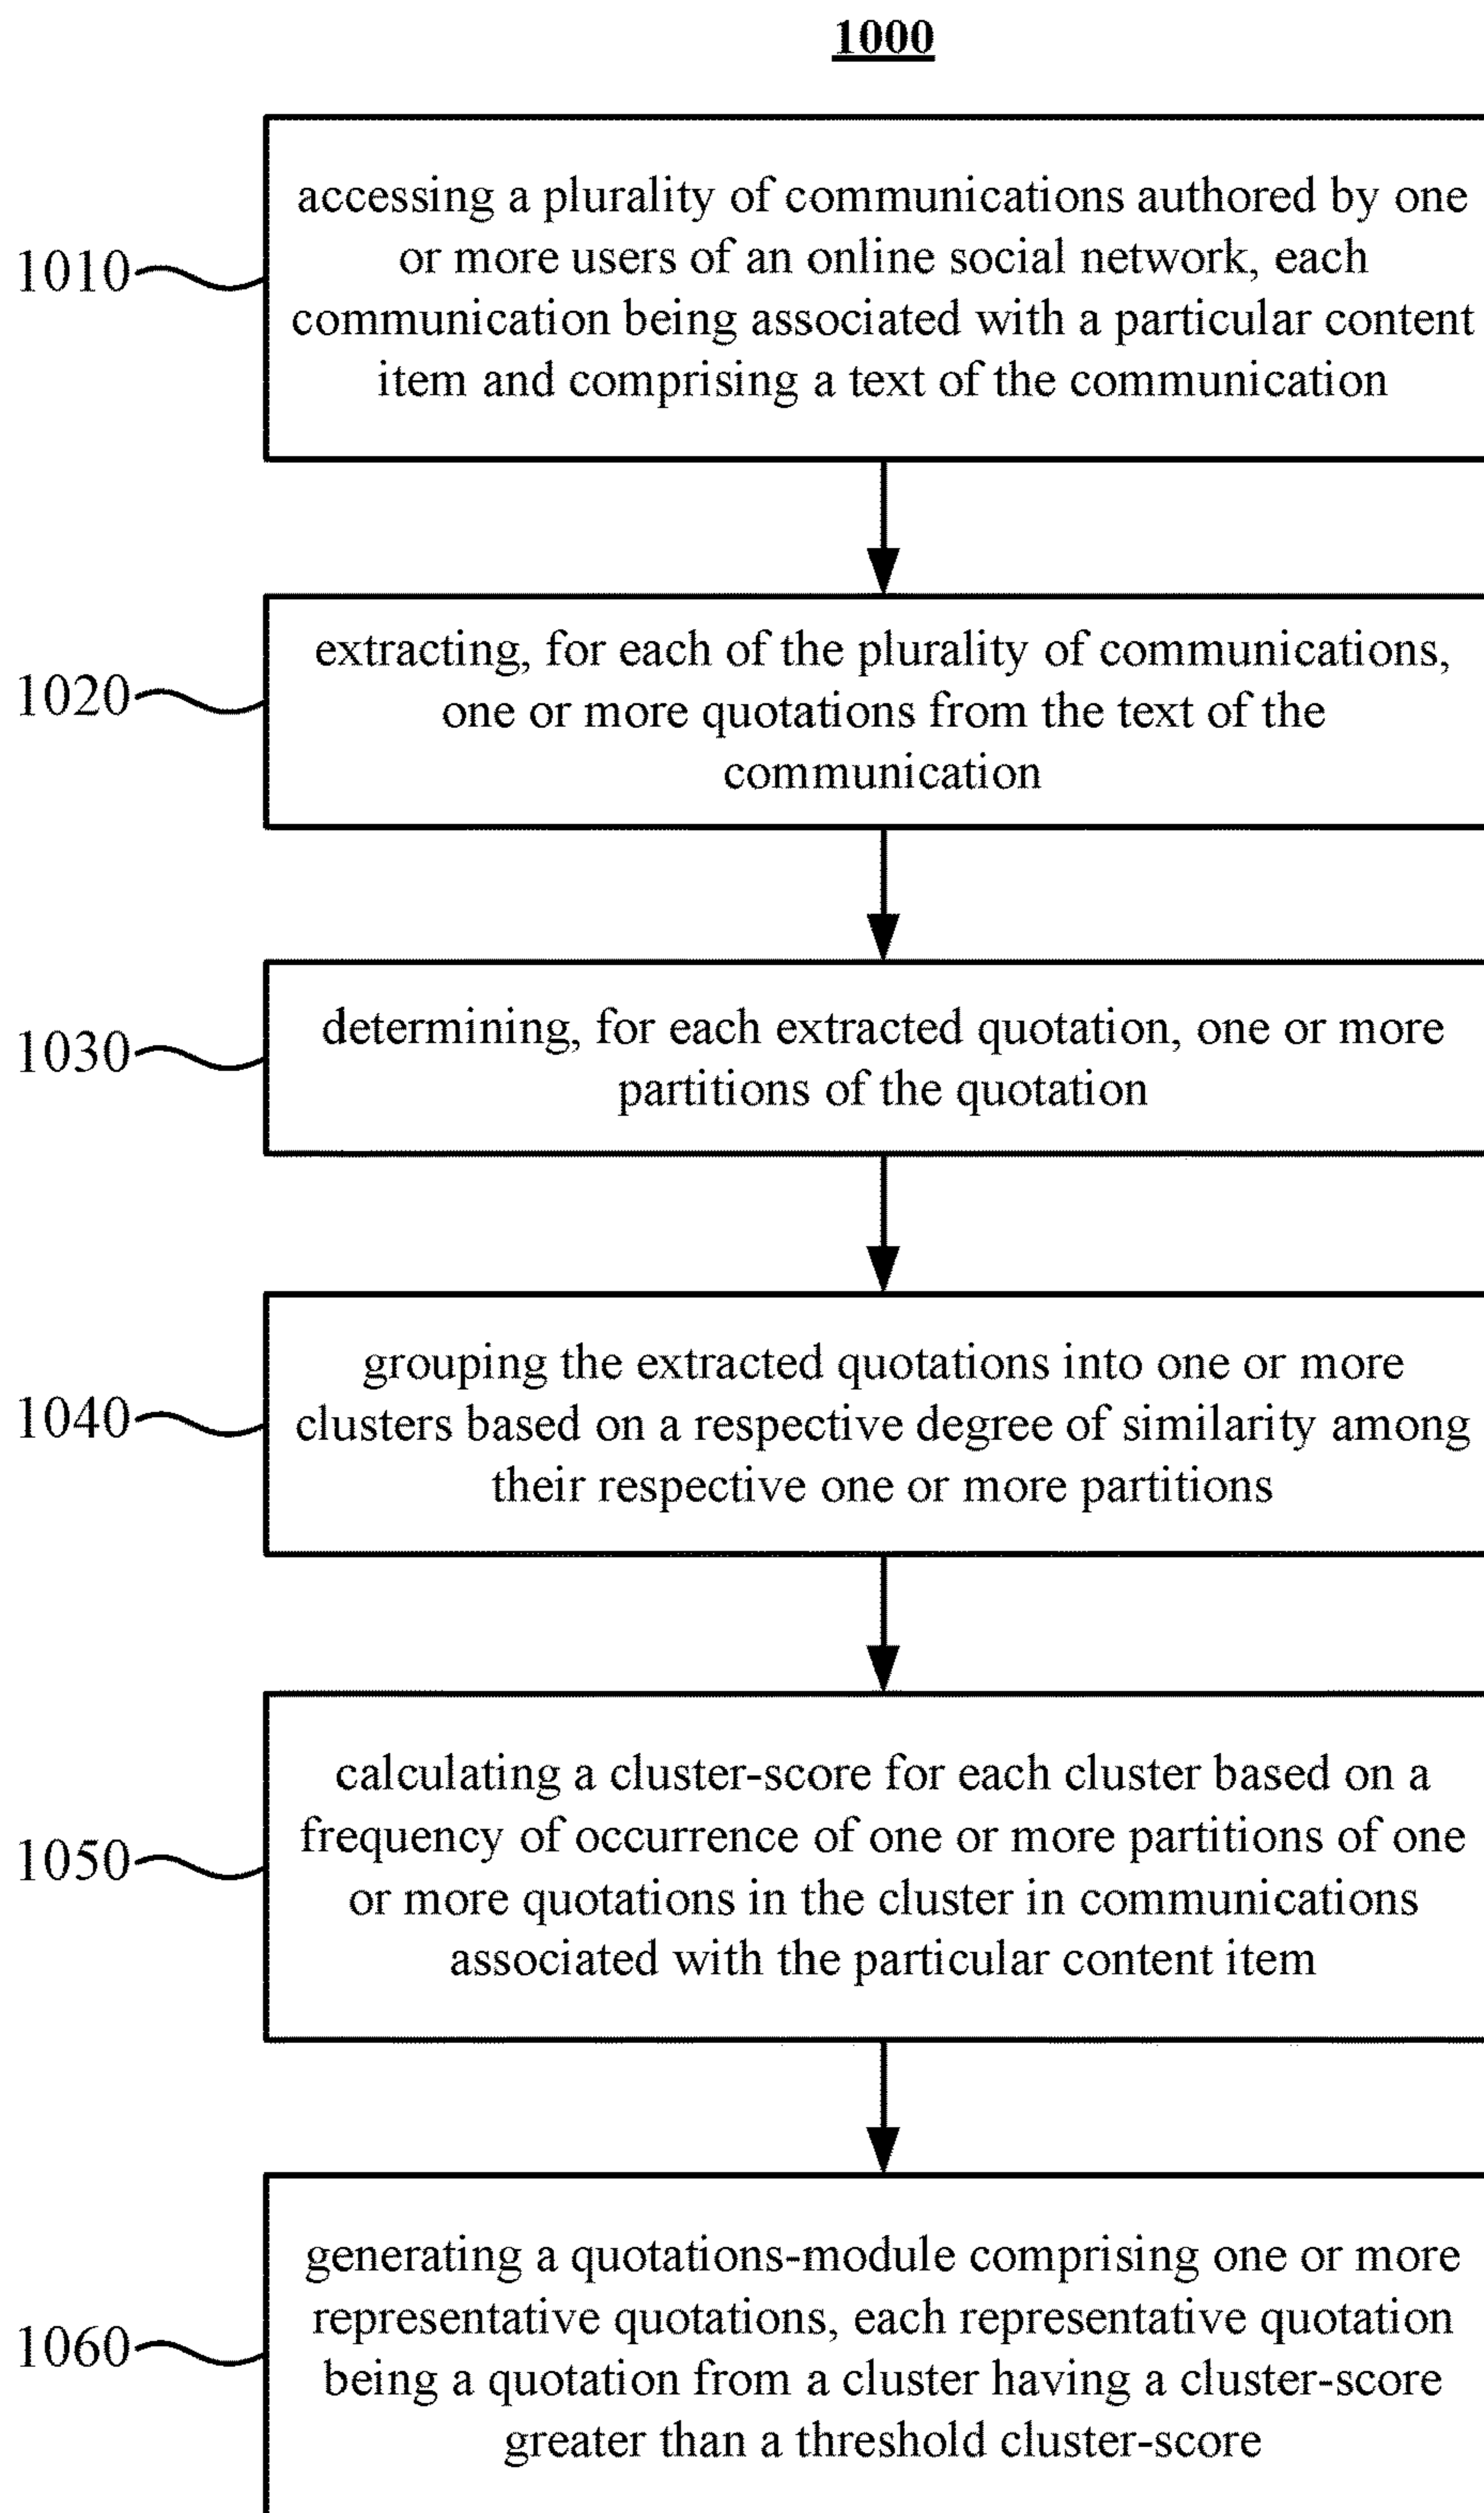 1000
accessing a plurality of communications authored by one
or more users of an online social network, each
1010
communication being associated with a particular content
item and comprising a text of the communication
extracting, for each of the plurality of communications,
1020
one or more quotations from the text of the
communication
determining, for each extracted quotation, one or more
1030
partitions of the quotation
grouping the extracted quotations into one or more
1040
clusters based on a respective degree of similarity among
their respective one or more partitions
calculating a cluster-score for each cluster based on a
frequency of occurrence of one or more partitions of one
1050
or more quotations in the cluster in communications
associated with the particular content item
generating a quotations-module comprising one or more
representative quotations, each representative quotation
1060
being a quotation from a cluster having a cluster-score
greater than a threshold cluster-score